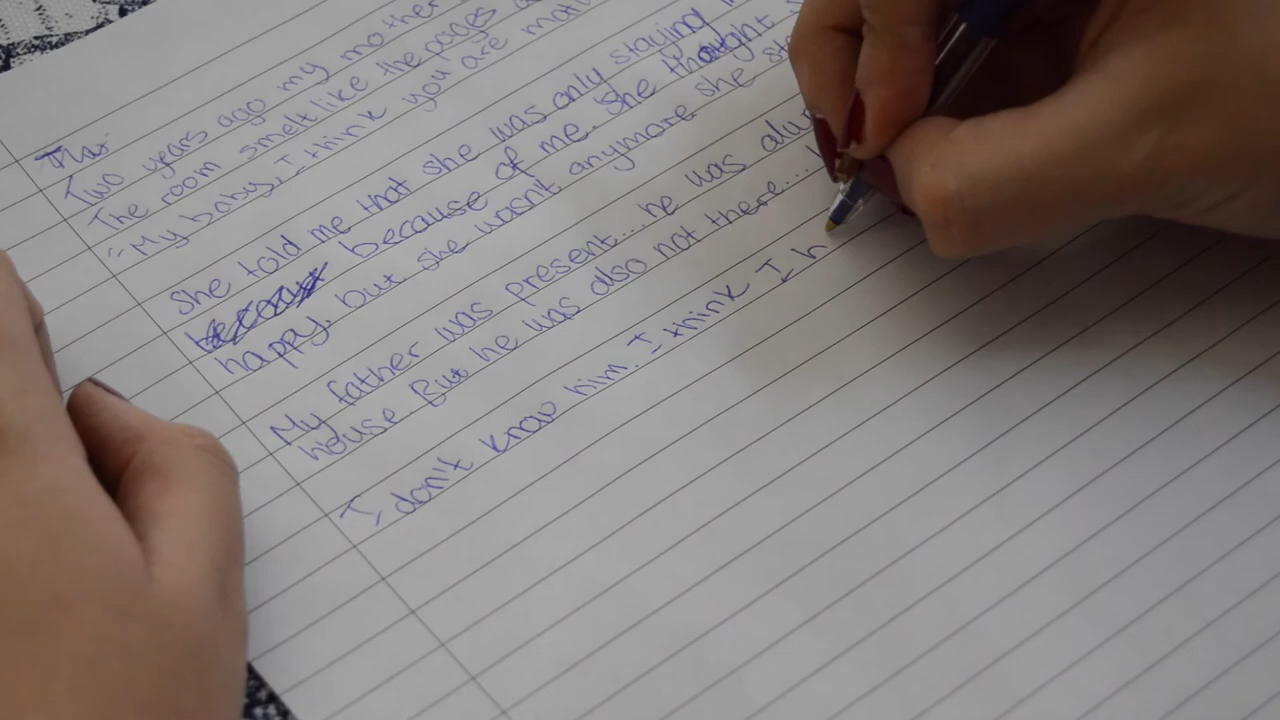 Two years ago my mother
The room smelt like the pages
"My baby, I think you are
She told me that she was only staying
because of me. She thought
happy, but she wasn't anymore she
My father was present.... he was
house. But he was also not there....
I don't know him. I think I h